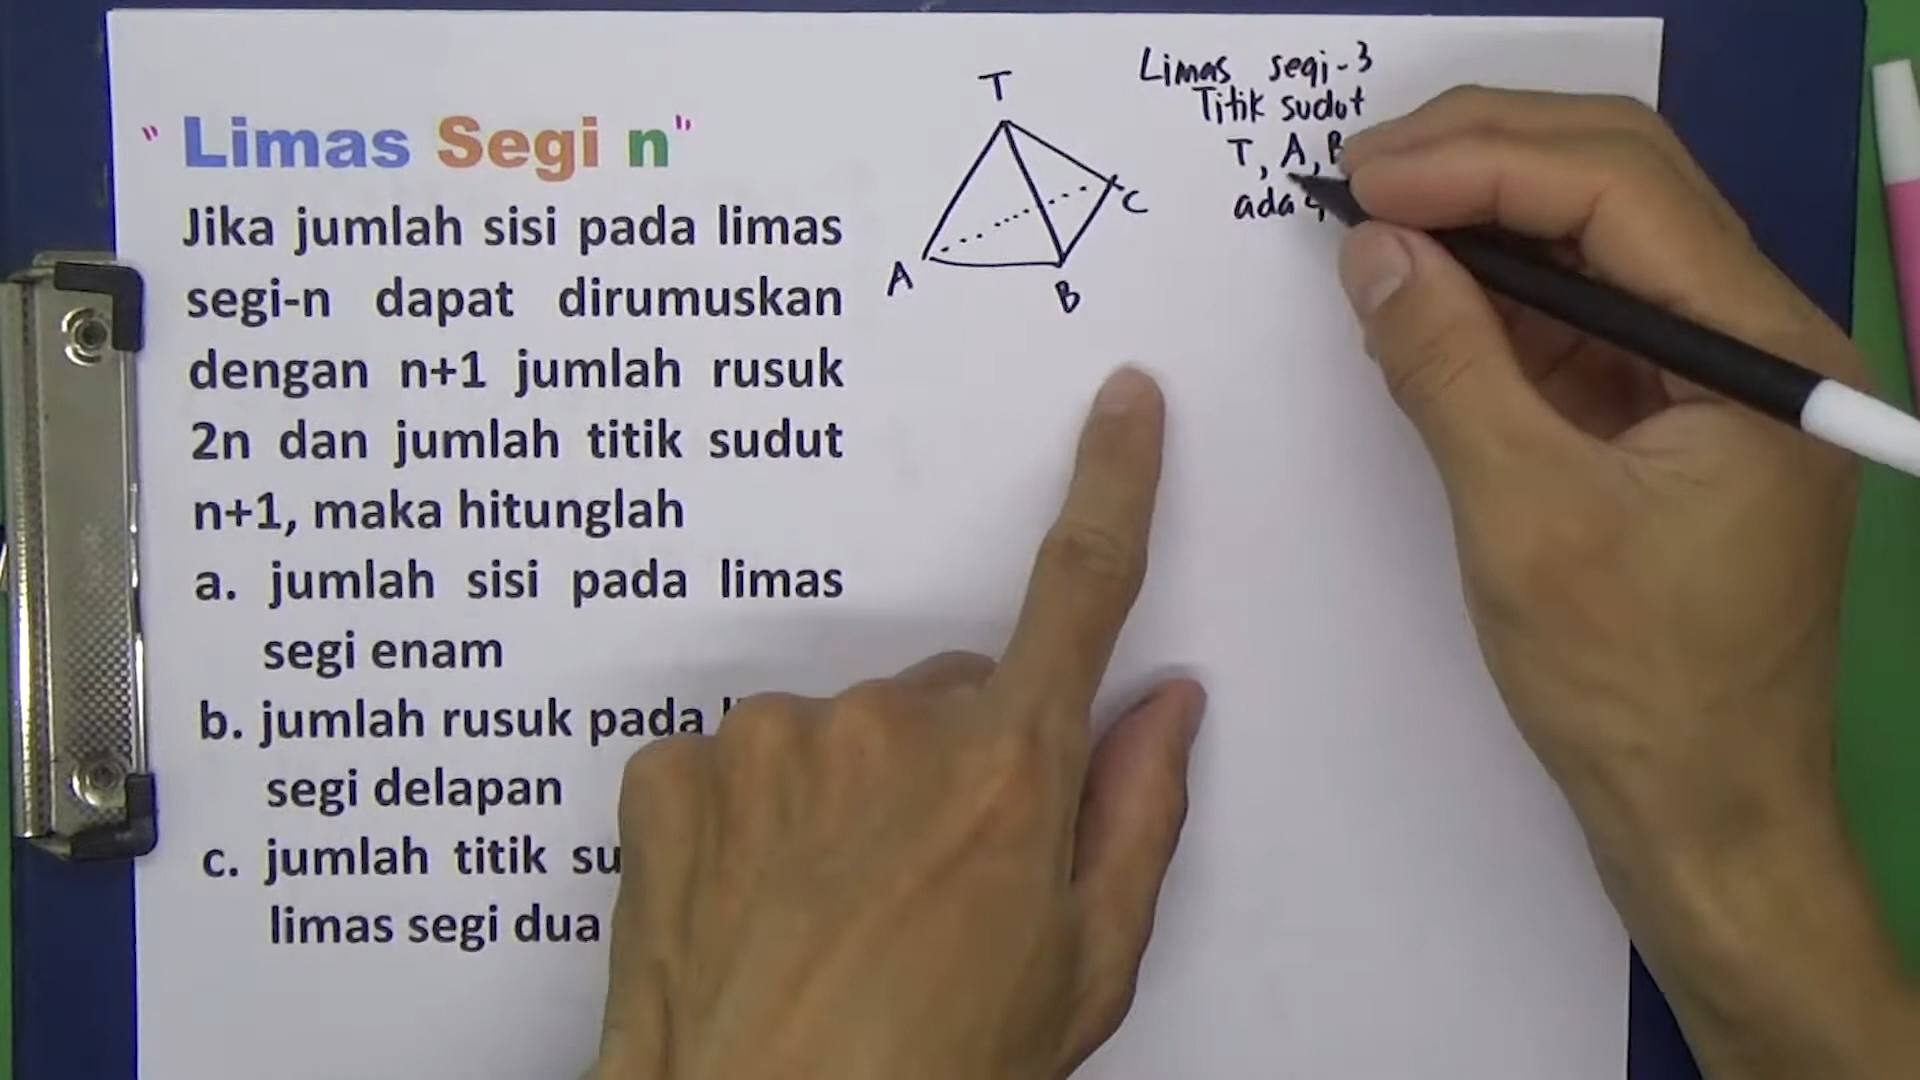 " Limas Segi n"
Jika jumlah sisi pada limas
segi-n dapat dirumuskan
dengan n+1 jumlah rusuk
2n dan jumlah titik sudut
n+1, maka hitunglah
a. jumlah sisi pada limas
segi enam
b. jumlah rusuk pada
segi delapan
c. jumlah titik
limas segi dua
T
A
B
C
Limas segi-3
Titik sudut
T, A, B
ada 4